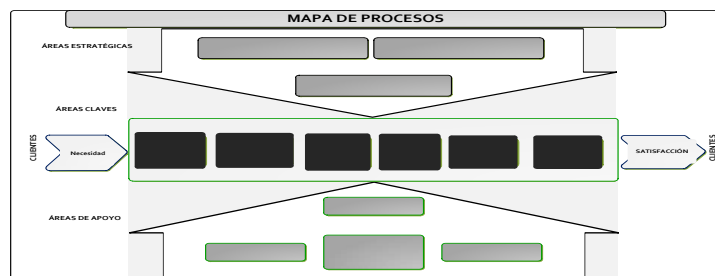 MAPA DE PROCESOS
ÁREAS ESTRATÉGICAS
ÁREAS CLAVES
CLIENTES
Necesidad
SATISFACCIÓN
CLIENTES
ÁREAS DE APOYO